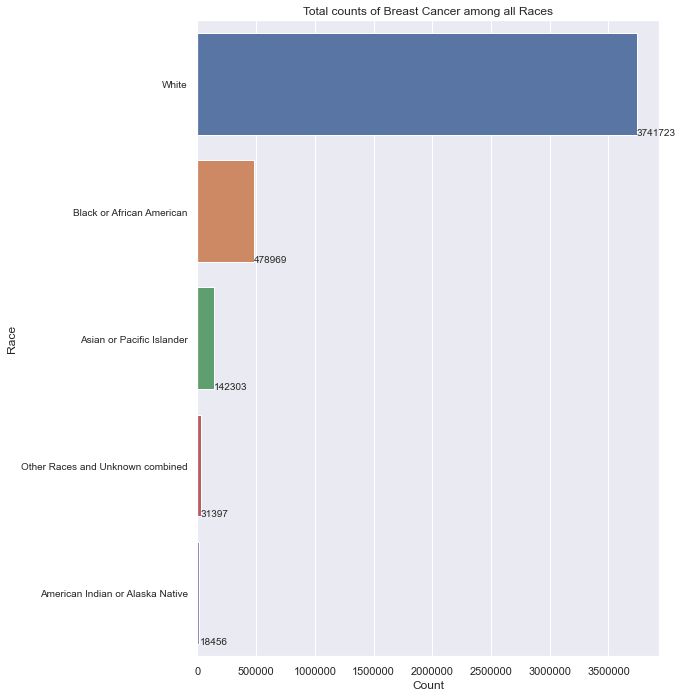 Total counts of Breast Cancer among all Races
White
3741723
Black or African American
478969
Asian or Pacific Islander
142303
Other Races and Unknown combined
31397
American Indian or Alaska Native
18456
Race
0 500000 1000000 1500000 2000000 2500000 3000000 3500000
Count